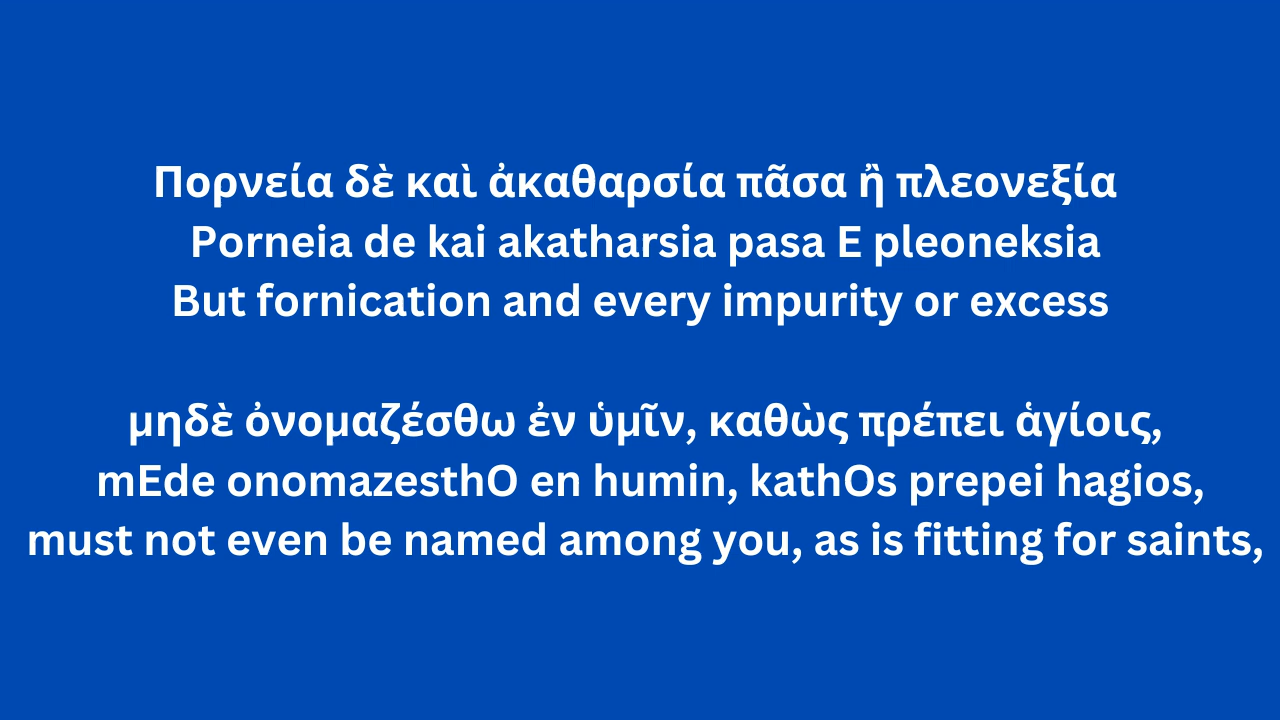 Πορνεία δὲ καὶ ἀκαθαρσία πᾶσα ἢ πλεονεξία
Porneia de kai akatharsia pasa E pleoneksia
But fornication and every impurity or excess
μηδὲ ὀνομαζέσθω ἐν ὑμῖν, καθὼς πρέπει ἁγίοις,
mEde onomazesthO en humin, kathOs prepei hagios,
must not even be named among you, as is fitting for saints,